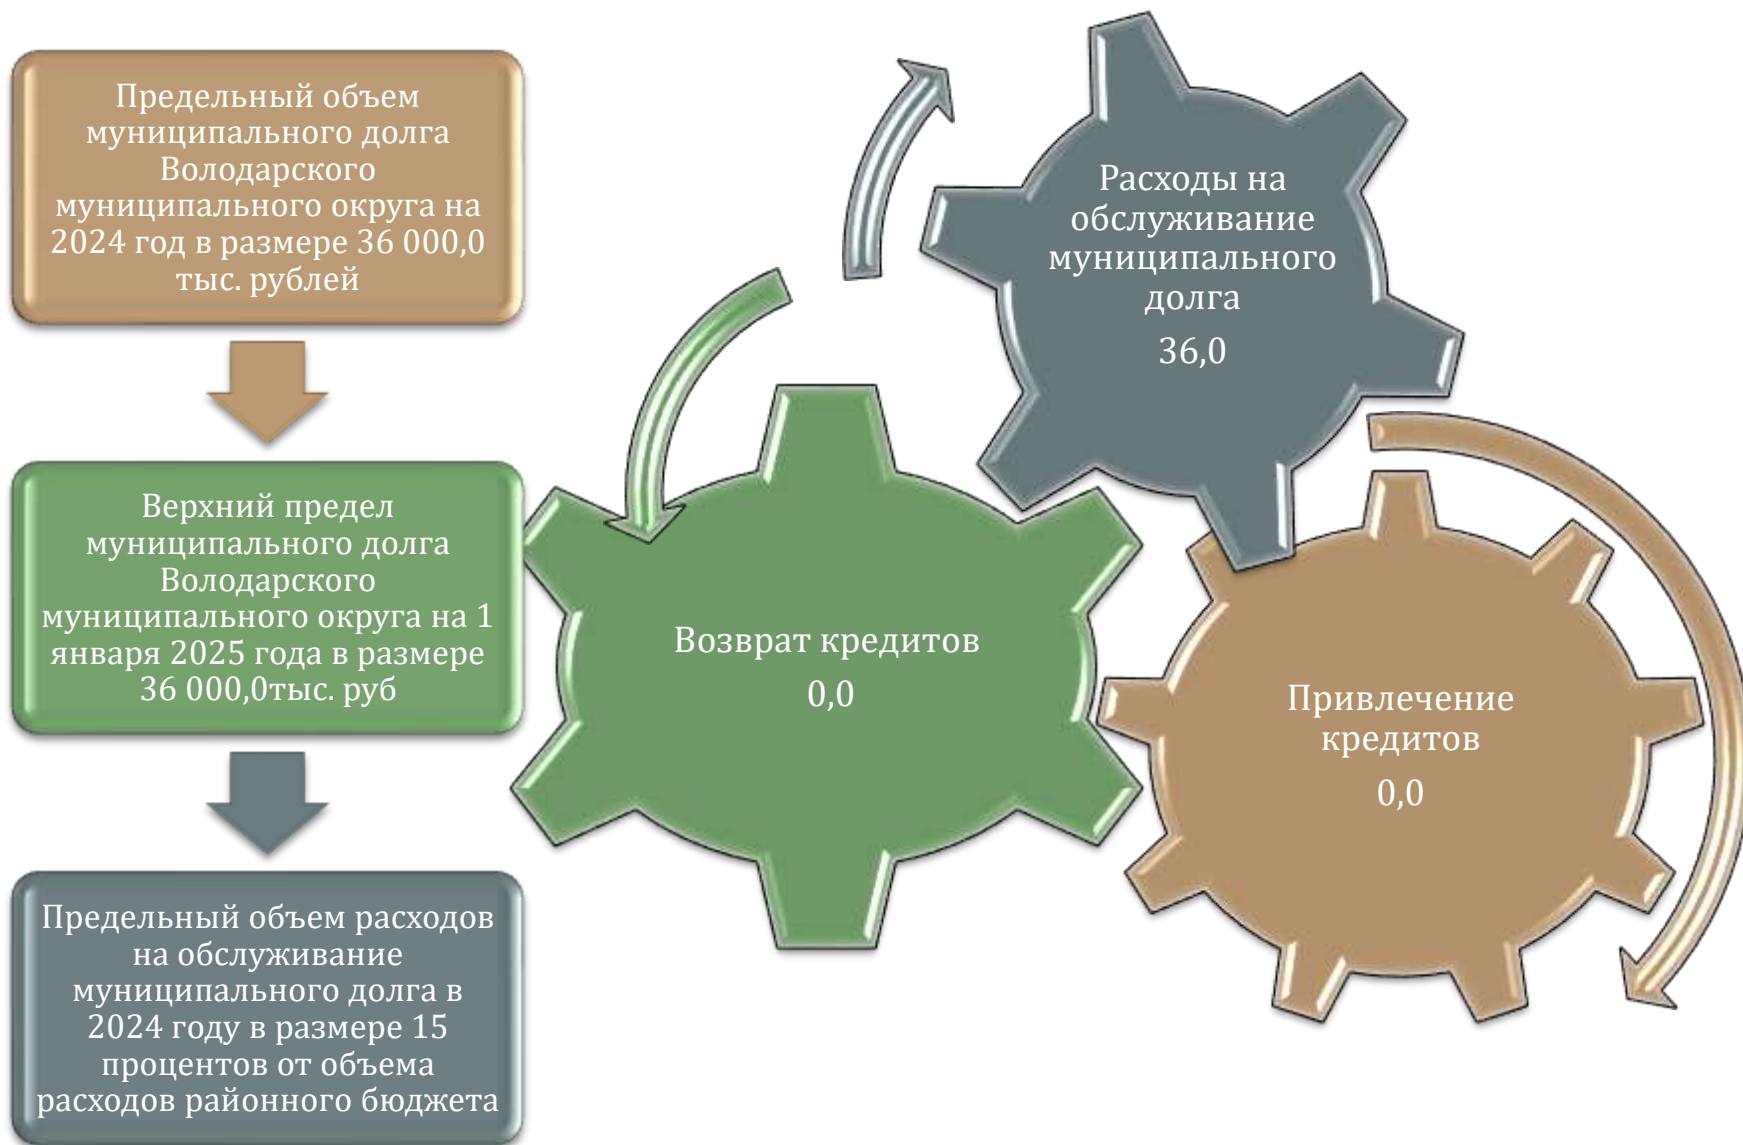 Предельный объем
муниципального долга
Володарского
муниципального округа на
2024 год в размере 36 000,0
тыс. рублей
Верхний предел
муниципального долга
Володарского
муниципального округа на 1
января 2025 года в размере
36 000,0тыс. руб
Предельный объем расходов
на обслуживание
муниципального долга в
2024 году в размере 15
процентов от объема
расходов районного бюджета
Расходы на
обслуживание
муниципального
долга
36,0
Возврат кредитов
0,0
Привлечение
кредитов
0,0